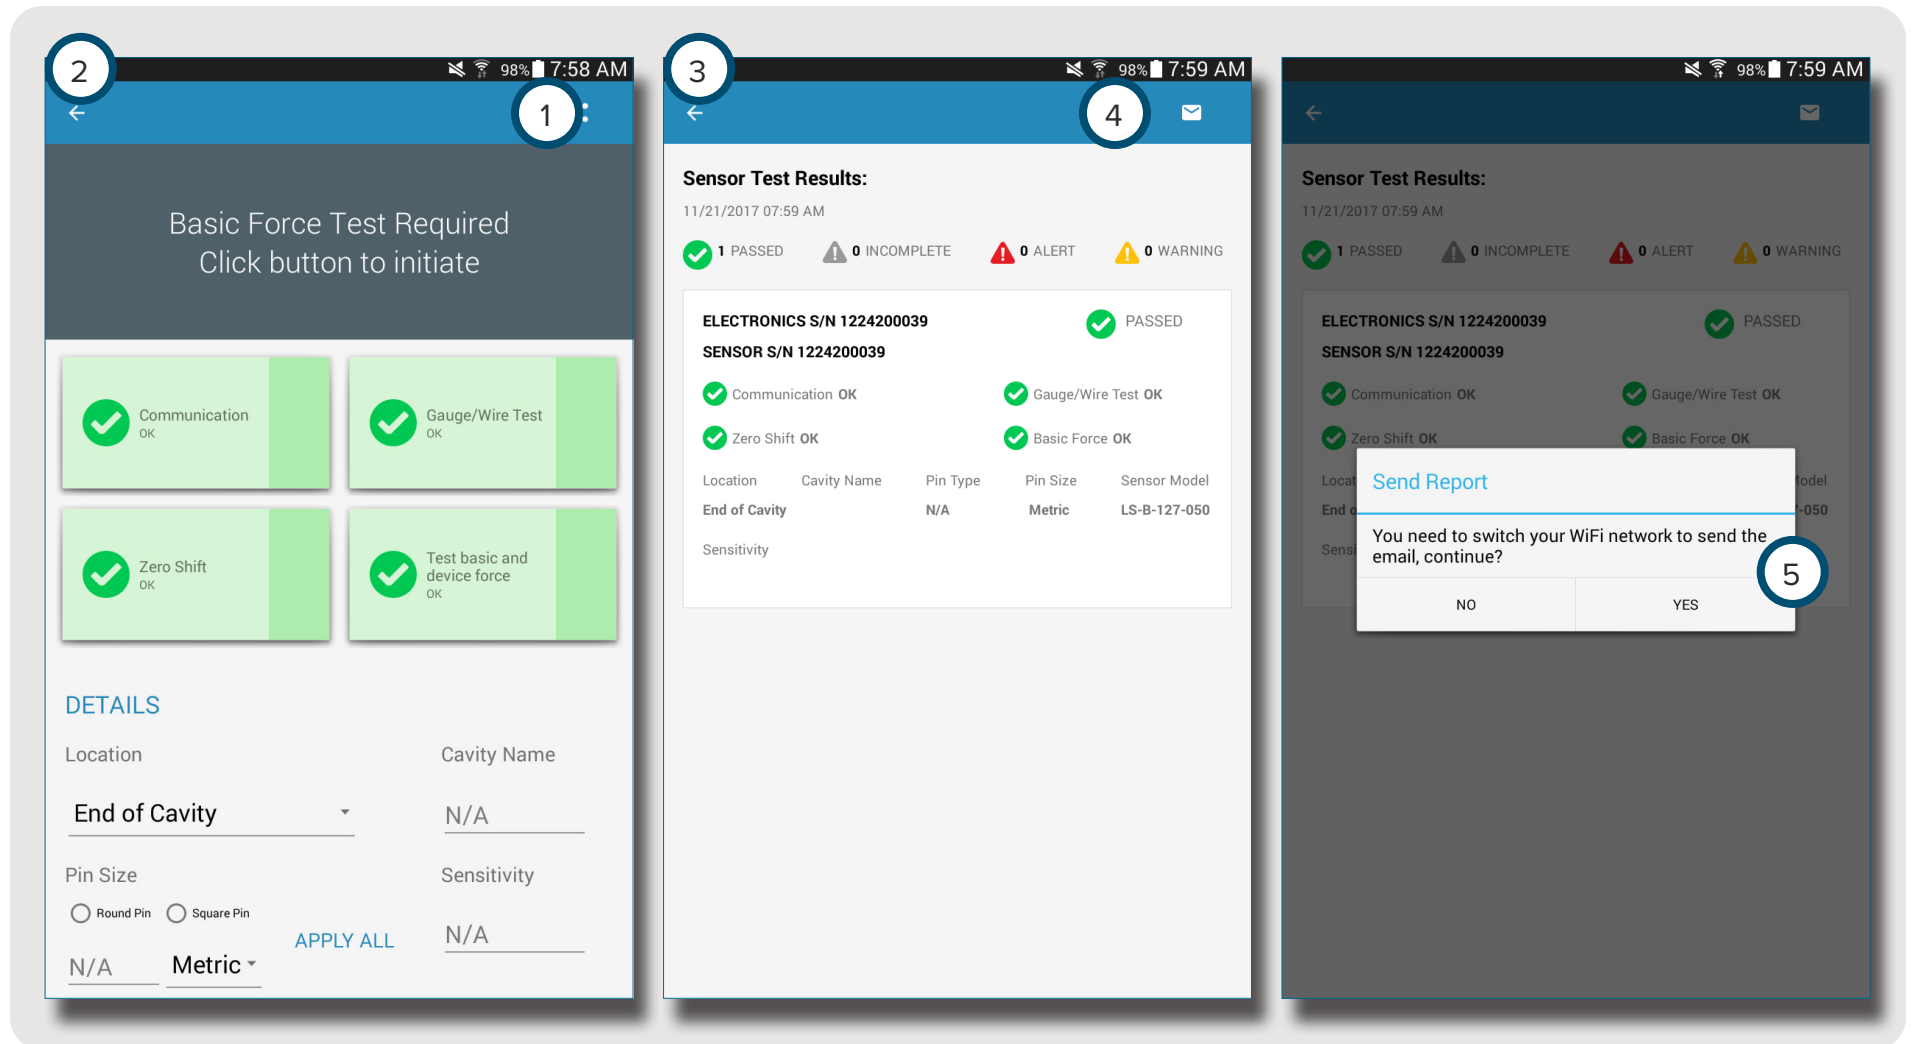 2
98% 7:58 AM
1
Basic Force Test Required
Click button to initiate
Communication
OK
Gauge/Wire Test
OK
Zero Shift
OK
Test basic and
device force
OK
DETAILS
Location
Cavity Name
End of Cavity
N/A
Pin Size
Sensitivity
Round Pin Square Pin
APPLY ALL
N/A
N/A
Metric
3
98% 7:59 AM
4
Sensor Test Results:
11/21/2017 07:59 AM
1 PASSED 0 INCOMPLETE 0 ALERT 0 WARNING
ELECTRONICS S/N 1224200039
PASSED
SENSOR S/N 1224200039
Communication OK
Gauge/Wire Test OK
Zero Shift OK
Basic Force OK
Location Cavity Name Pin Type Pin Size Sensor Model
End of Cavity N/A Metric LS-B-127-050
Sensitivity
98% 7:59 AM
Sensor Test Results:
11/21/2017 07:59 AM
1 PASSED 0 INCOMPLETE 0 ALERT 0 WARNING
ELECTRONICS S/N 1224200039
PASSED
SENSOR S/N 1224200039
Communication OK
Gauge/Wire Test OK
Zero Shift OK
Basic Force OK
Send Report
You need to switch your WiFi network to send the
email, continue?
5
NO YES